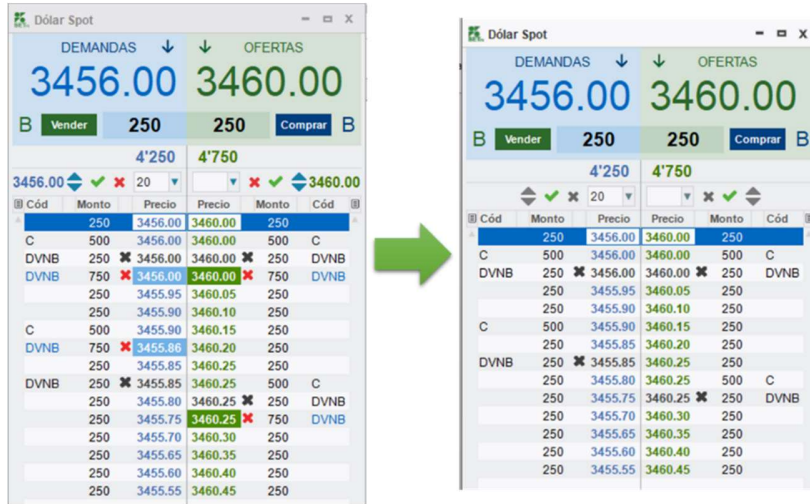 Dólar Spot
DEMANDAS OFERTAS
3456.00 3460.00
B Vender 250 250 Comprar B
4'250 4'750
3456.00 20 3460.00
Cód Monto Precio Precio Monto Cód
250 3456.00 3460.00 250
C 500 3456.00 3460.00 500 C
DVNB 250 3456.00 3460.00 250 DVNB
DVNB 750 3456.00 3460.00 750 DVNB
250 3455.95 3460.05 250
250 3455.90 3460.10 250
C 500 3455.90 3460.15 250
DVNB 750 3455.86 3460.20 250
250 3455.85 3460.25 250
DVNB 250 3455.85 3460.25 500 C
250 3455.80 3460.25 250 DVNB
250 3455.75 3460.25 750 DVNB
250 3455.70 3460.30 250
250 3455.65 3460.35 250
250 3455.60 3460.40 250
250 3455.55 3460.45 250
Dólar Spot
DEMANDAS OFERTAS
3456.00 3460.00
B Vender 250 250 Comprar B
4'250 4'750
20
Cód Monto Precio Precio Monto Cód
250 3456.00 3460.00 250
C 500 3456.00 3460.00 500 C
DVNB 250 3456.00 3460.00 250 DVNB
250 3455.95 3460.05 250
250 3455.90 3460.10 250
C 500 3455.90 3460.15 250
250 3455.85 3460.20 250
DVNB 250 3455.85 3460.25 250
250 3455.80 3460.25 500 C
250 3455.75 3460.25 250 DVNB
250 3455.70 3460.30 250
250 3455.65 3460.35 250
250 3455.60 3460.40 250
250 3455.55 3460.45 250